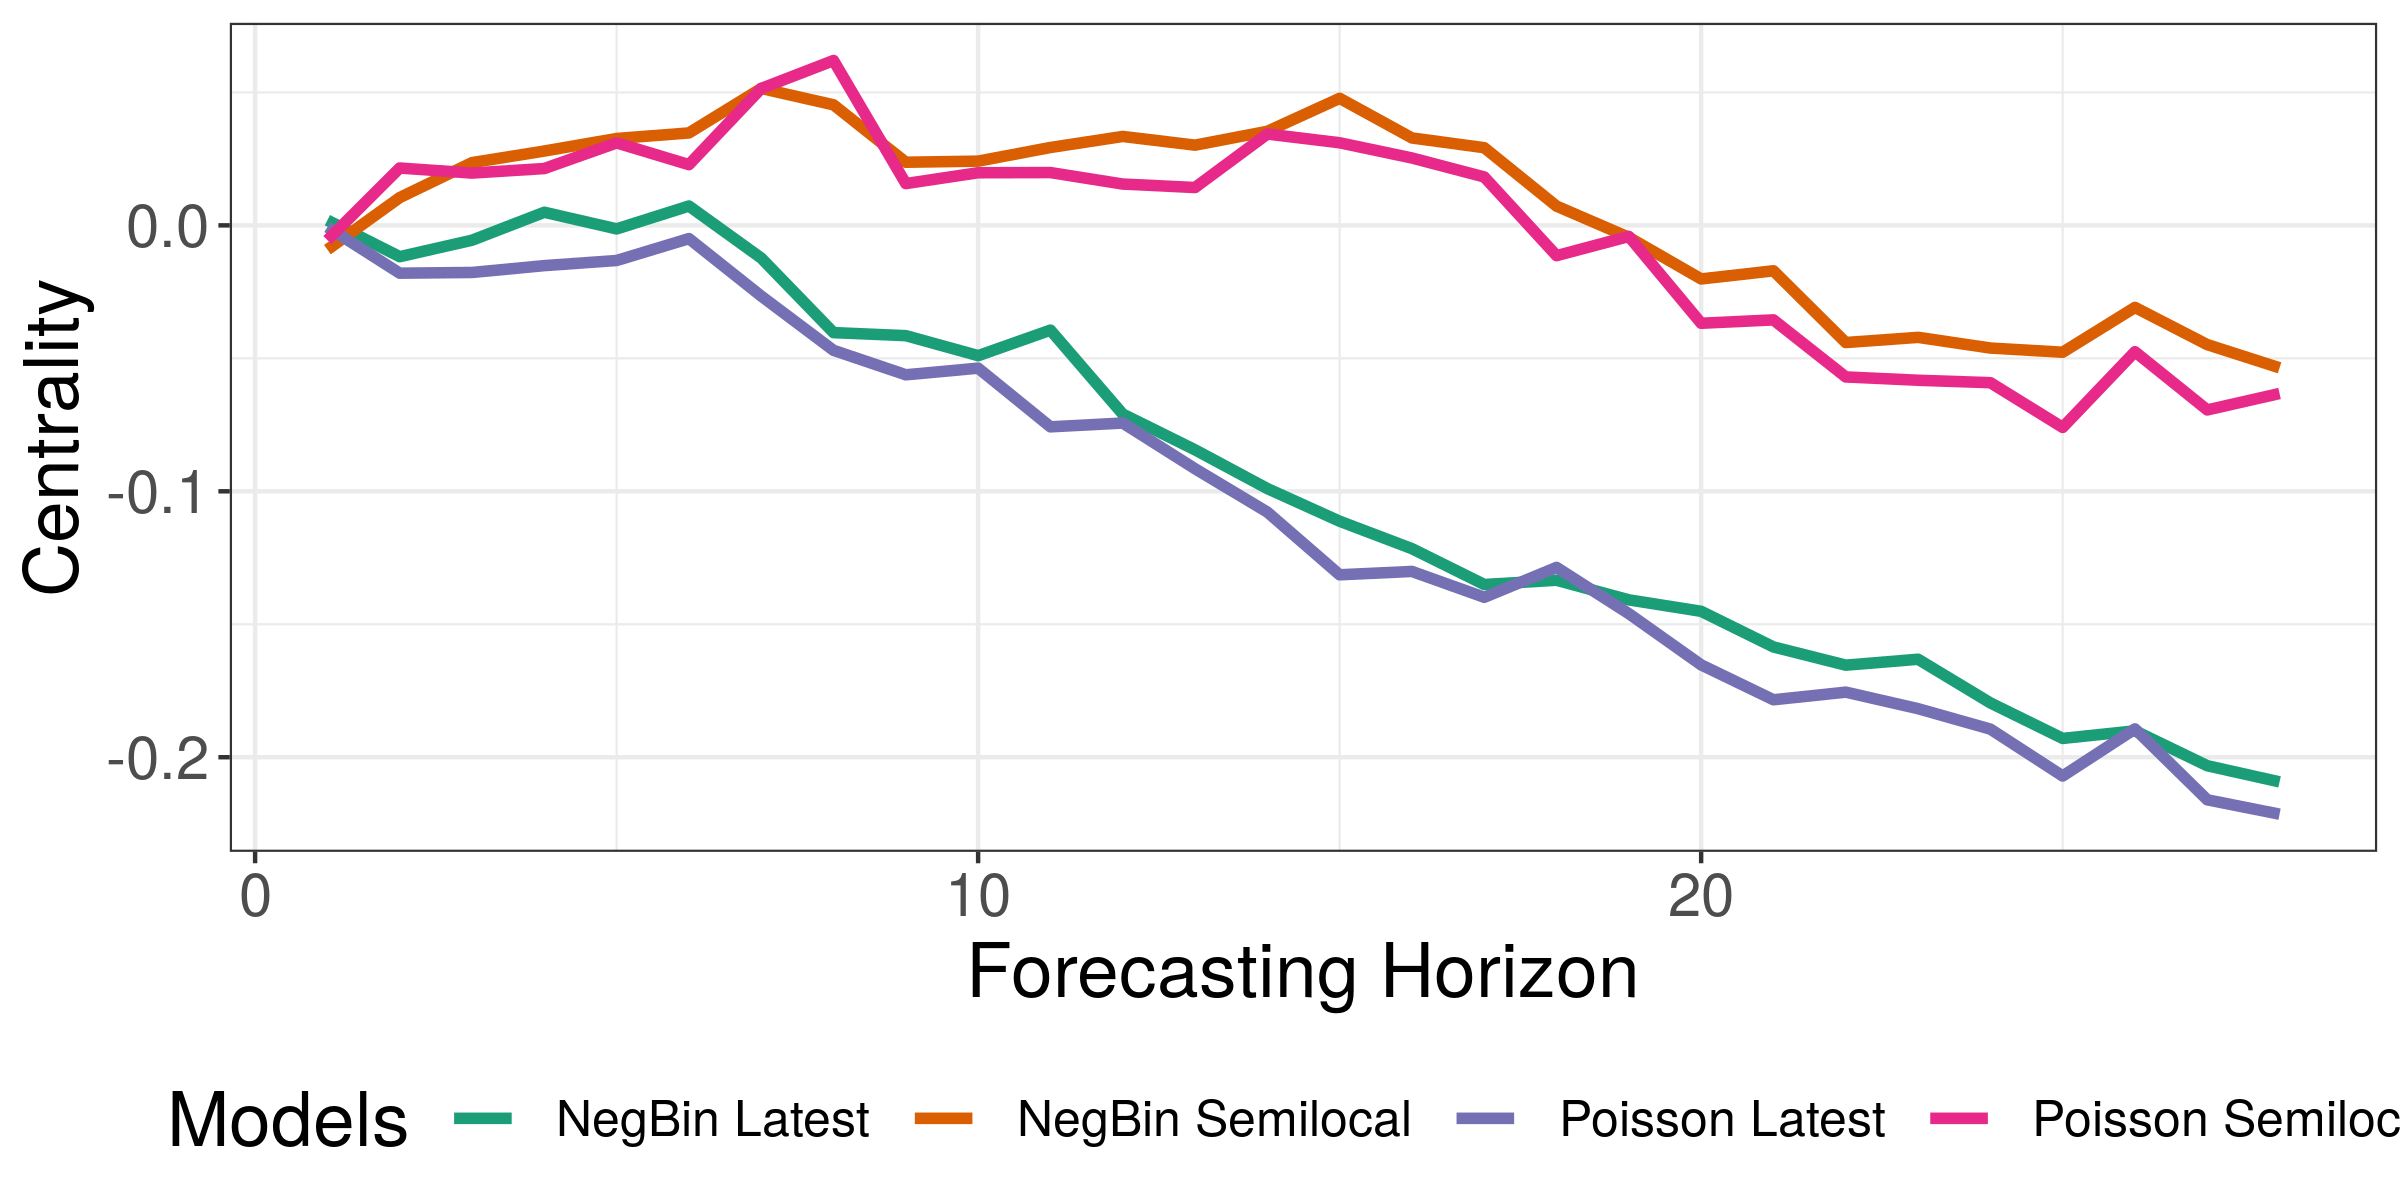 Centrality
0.0
-0.1
-0.2
0 10 20
Forecasting Horizon
Models NegBin Latest NegBin Semilocal Poisson Latest Poisson Semiloc